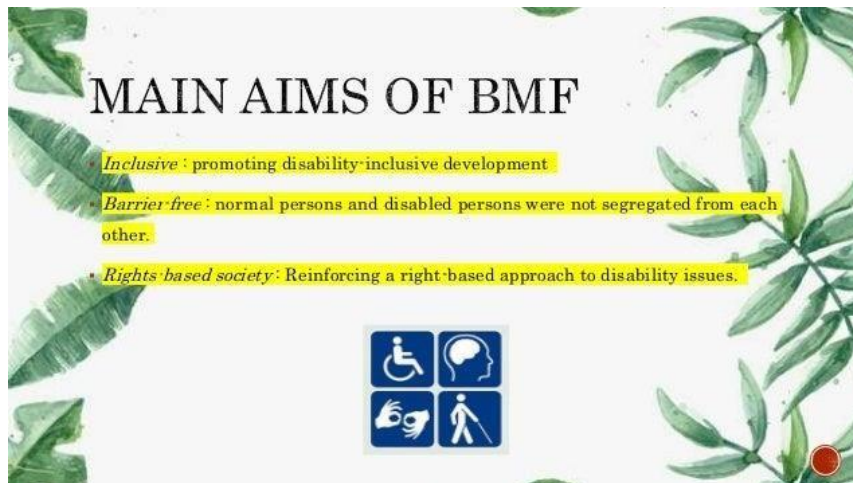 MAIN AIMS OF BMF
▪ Inclusive : promoting disability-inclusive development
▪ Barrier-free : normal persons and disabled persons were not segregated from each
other.
▪ Rights-based society : Reinforcing a right-based approach to disability issues.